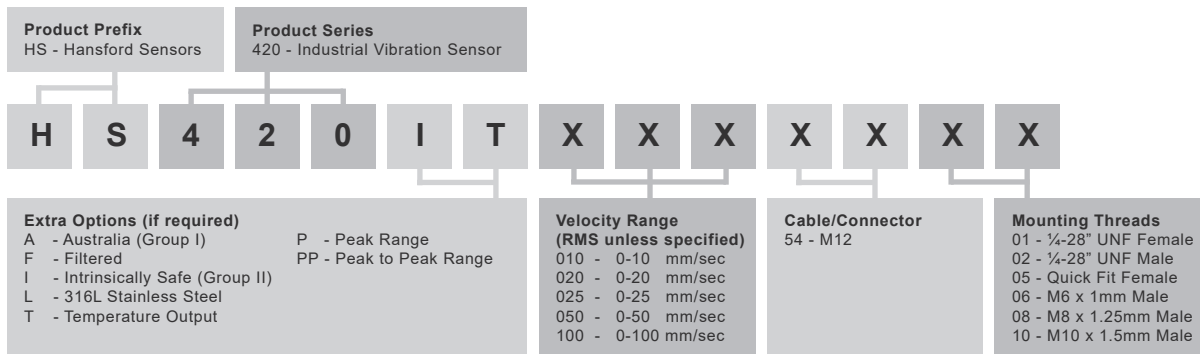 Product Prefix
HS - Hansford Sensors
Product Series
420 - Industrial Vibration Sensor
H S 4 2 0 I T X X X X X X X
Extra Options (if required)
A - Australia (Group I)
F - Filtered
I - Intrinsically Safe (Group II)
L - 316L Stainless Steel
T - Temperature Output
P - Peak Range
PP - Peak to Peak Range
Velocity Range
(RMS unless specified)
010 - 0-10 mm/sec
020 - 0-20 mm/sec
025 - 0-25 mm/sec
050 - 0-50 mm/sec
100 - 0-100 mm/sec
Cable/Connector
54 - M12
Mounting Threads
01 - ¼-28” UNF Female
02 - ¼-28” UNF Male
05 - Quick Fit Female
06 - M6 x 1mm Male
08 - M8 x 1.25mm Male
10 - M10 x 1.5mm Male